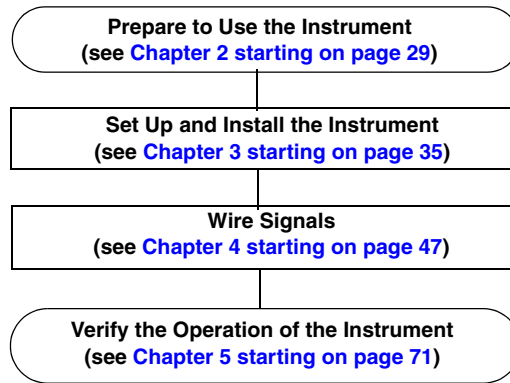 Prepare to Use the Instrument
(see Chapter 2 starting on page 29)
Set Up and Install the Instrument
(see Chapter 3 starting on page 35)
Wire Signals
(see Chapter 4 starting on page 47)
Verify the Operation of the Instrument
(see Chapter 5 starting on page 71)